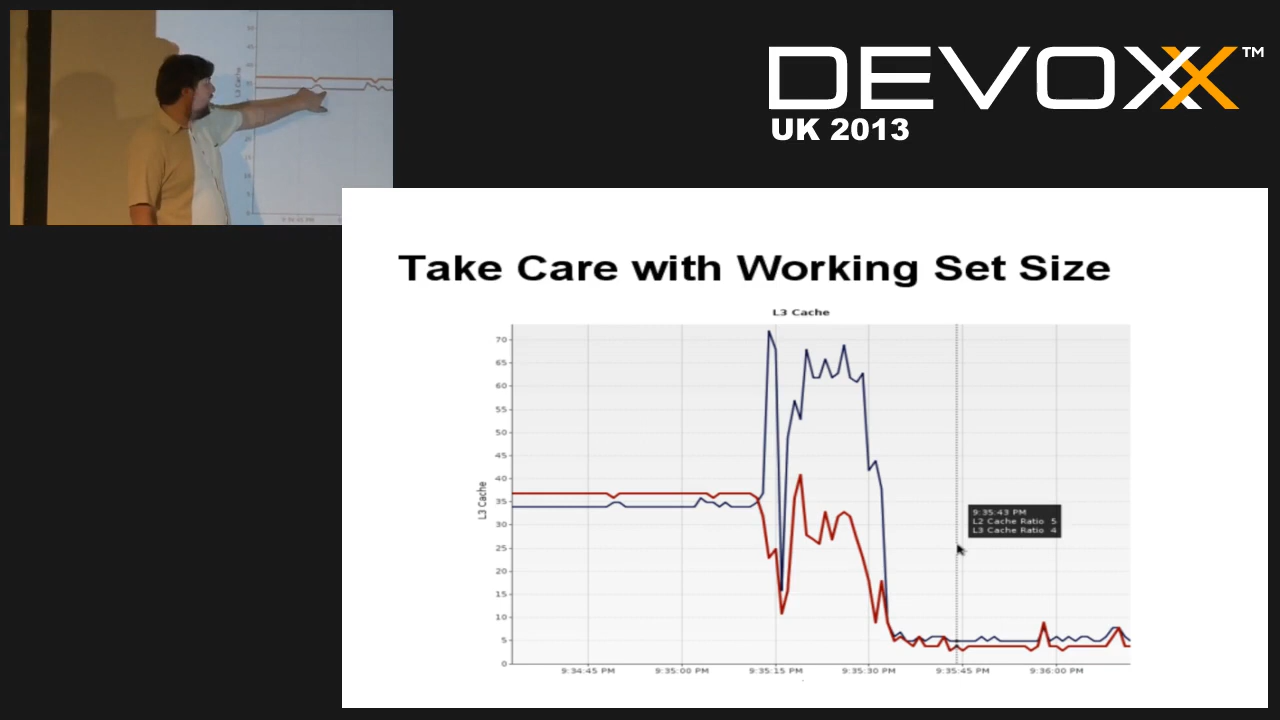 DEVOXX™
UK 2013
Take Care with Working Set Size
L3 Cache
L3 Cache
70
65
60
55
50
45
40
35
30
25
20
15
10
5
0
9:35:43 PM
L2 Cache Ratio 5
L3 Cache Ratio 4
9:34:45 PM
9:35:00 PM
9:35:15 PM
9:35:30 PM
9:35:45 PM
9:36:00 PM
L3 Cache